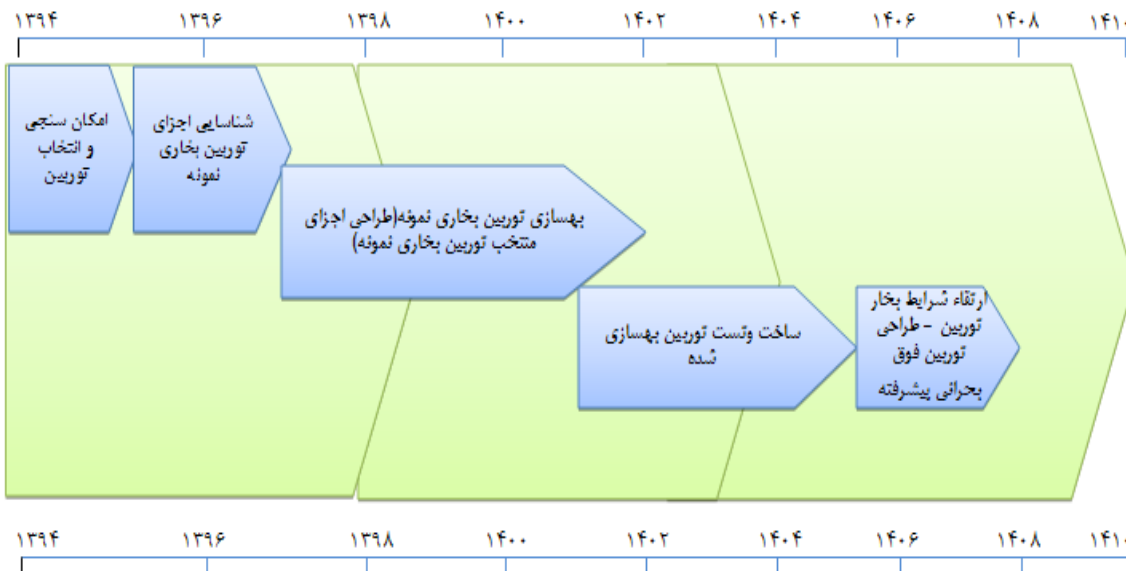 ۱۳۹۴ ۱۳۹۶ ۱۳۹۸ ۱۴۰۰ ۱۴۰۲ ۱۴۰۴ ۱۴۰۶ ۱۴۰۸ ۱۴۱۰
امکان سنجی
و انتخاب
توربین
شناسایی اجزای
توربین بخاری
نمونه
بهسازی توربین بخاری نمونه(طراحی اجزای
منتخب توربین بخاری نمونه)
ساخت وتست توربین بهسازی
شده
ارتقاء شرایط بخار
توربین - طراحی
توربین فوق
بحرانی پیشرفته
۱۳۹۴ ۱۳۹۶ ۱۳۹۸ ۱۴۰۰ ۱۴۰۲ ۱۴۰۴ ۱۴۰۶ ۱۴۰۸ ۱۴۱۰